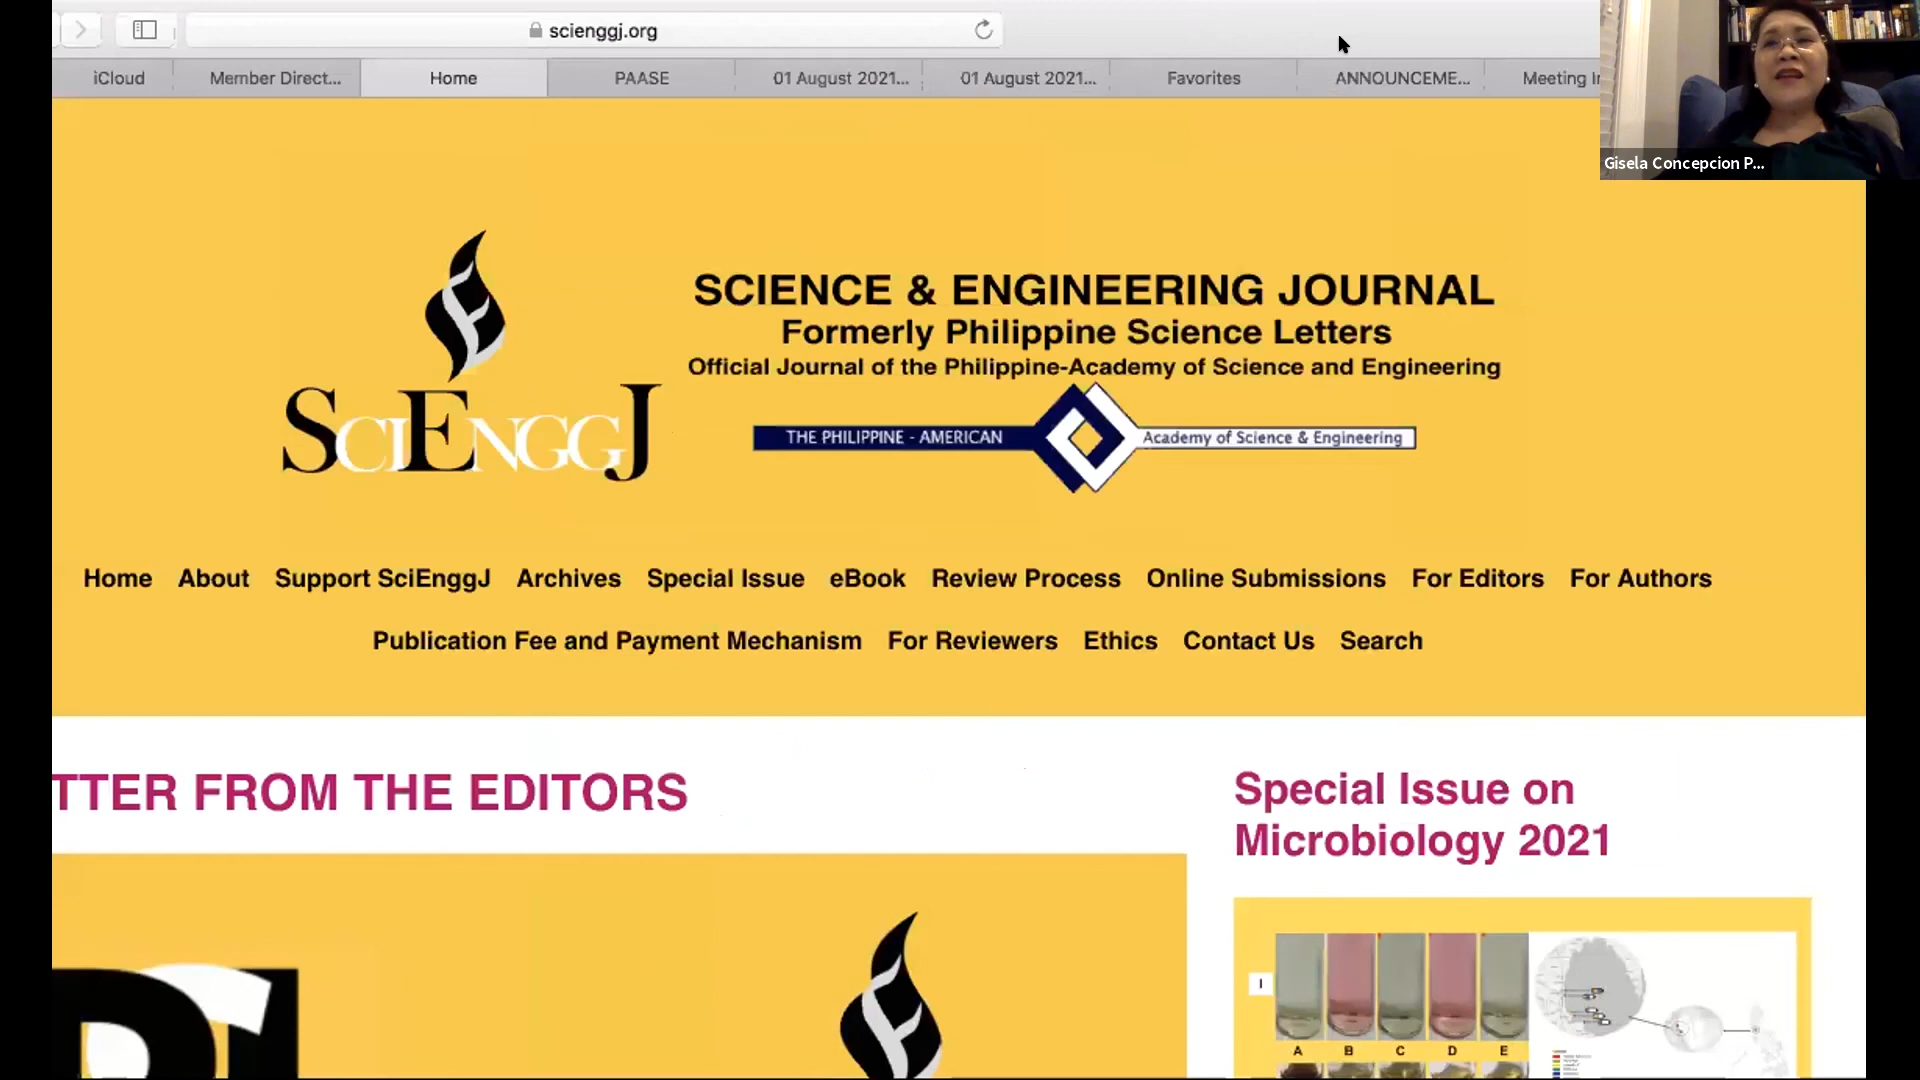 scienggj.org
iCloud
Member Direct...
Home
PAASE
01 August 2021...
01 August 2021...
Favorites
ANNOUNCEME...
Meeting I
Gisela Concepcion P...
SCIENGGJ
SCIENCE & ENGINEERING JOURNAL
Formerly Philippine Science Letters
Official Journal of the Philippine-Academy of Science and Engineering
THE PHILIPPINE - AMERICAN
Academy of Science & Engineering
Home About Support SciEnggJ Archives Special Issue eBook Review Process Online Submissions For Editors For Authors
Publication Fee and Payment Mechanism For Reviewers Ethics Contact Us Search
TTER FROM THE EDITORS
Special Issue on
Microbiology 2021
I
A B C D E